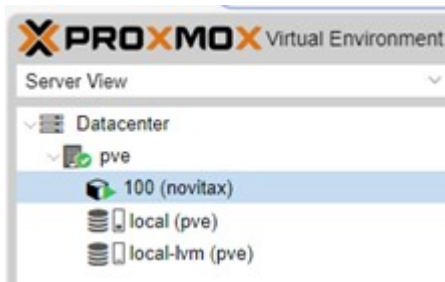 PROXMOX Virtual Environment
Server View
Datacenter
pve
100 (novitax)
local (pve)
local-lvm (pve)